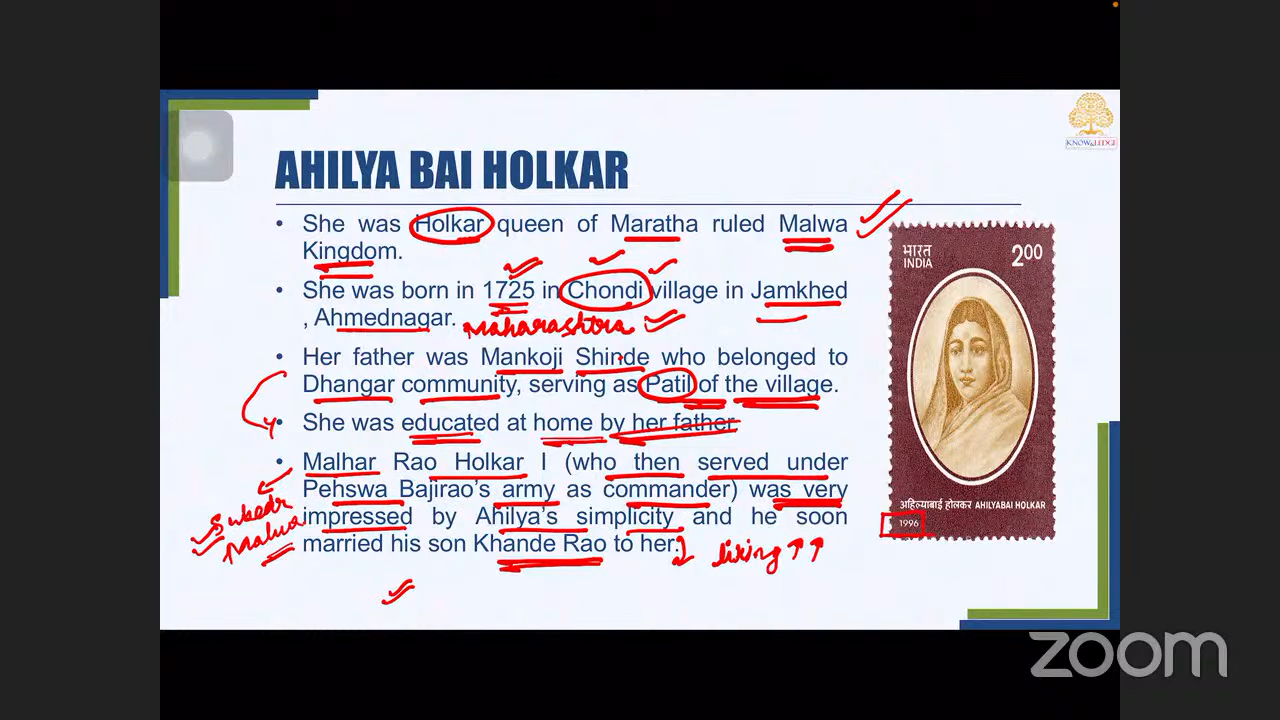 KNOWLEDGE
AHILYA BAI HOLKAR
• She was Holkar queen of Maratha ruled Malwa
Kingdom.
• She was born in 1725 in Chondi village in Jamkhed
, Ahmednagar. Maharashtra
• Her father was Mankoji Shinde who belonged to
Dhangar community, serving as Patil of the village.
• She was educated at home by her father
• Malhar Rao Holkar I (who then served under
Pehswa Bajirao's army as commander) was very
impressed by Ahilya's simplicity and he soon
married his son Khande Rao to her.
Malwa
भारत
INDIA
2.00
अहिल्याबाई होलकर AHILYABAI HOLKAR
1996
zoom